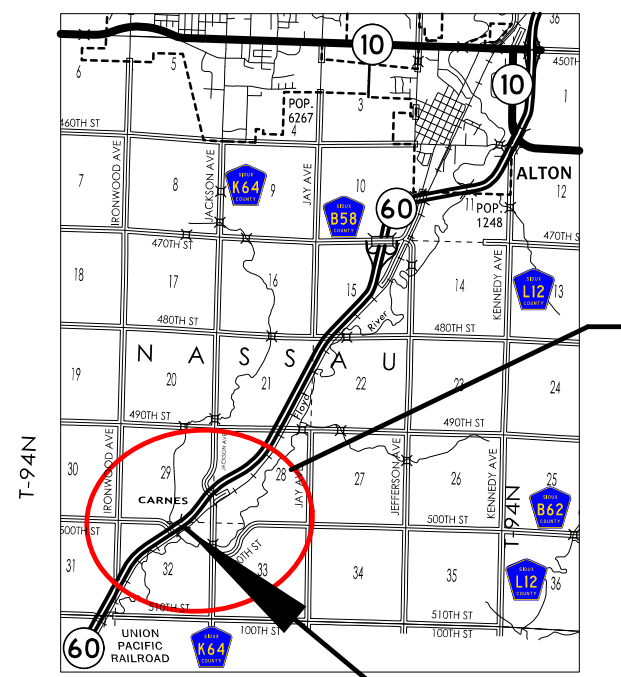 36
10
450TH
6
5
10
1
POP.
6267
3
4
460TH ST
IRONWOOD AVE
JACKSON AVE
JAY AVE
ALTON
7
8
SIOUX
K64
COUNTY
9
10
11
12
SIOUX
B58
COUNTY
60
POP.
1248
470TH ST
470TH S
18
17
16
15
14
KENNEDY AVE
SIOUX
L12
COUNTY
13
480TH ST
River
480TH ST
NASSAU
19
20
21
22
23
24
490TH ST
Floyd
490TH ST
T-94N
30
IRONWOOD AVE
29
JACKSON AVE
28
JAY AVE
27
JEFFERSON AVE
26
KENNEDY AVE
25
CARNES
T-94N
SIOUX
B62
COUNTY
500TH ST
500TH ST
31
32
33
34
35
SIOUX
L12
COUNTY
36
510TH ST
510TH ST
100TH ST
100TH ST
60
UNION
PACIFIC
RAILROAD
SIOUX
K64
COUNTY